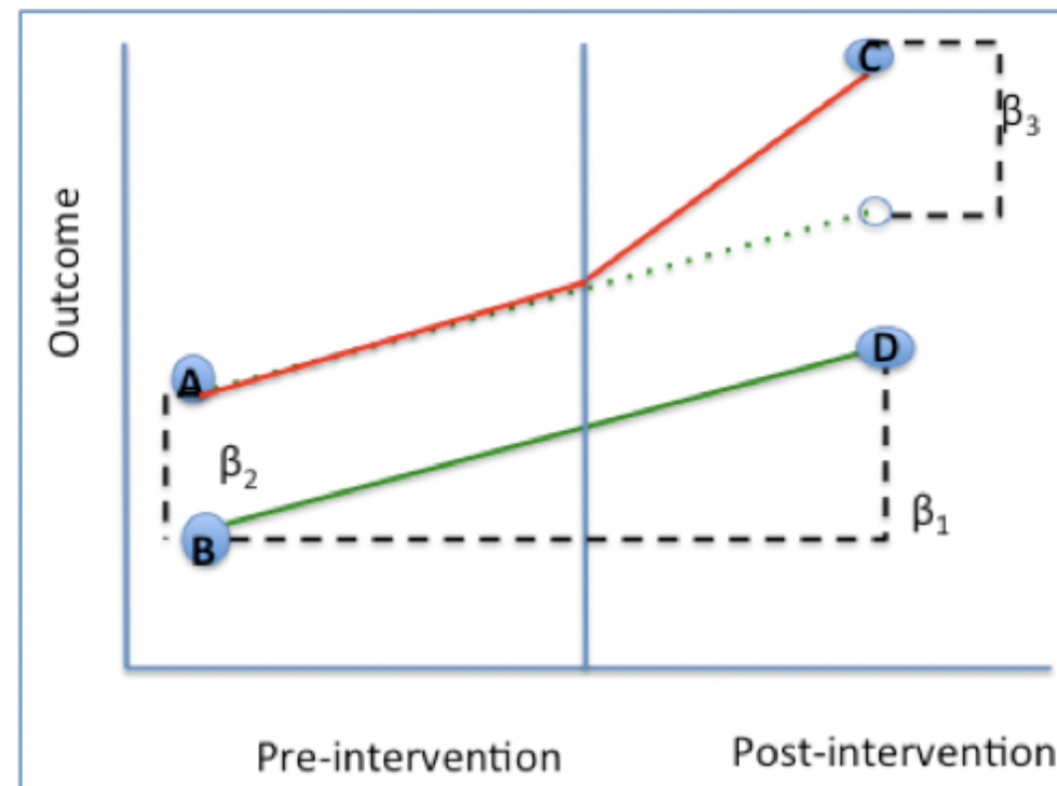 C
β₃
Outcome
A
D
β₂
β₁
B
Pre-intervention
Post-intervention